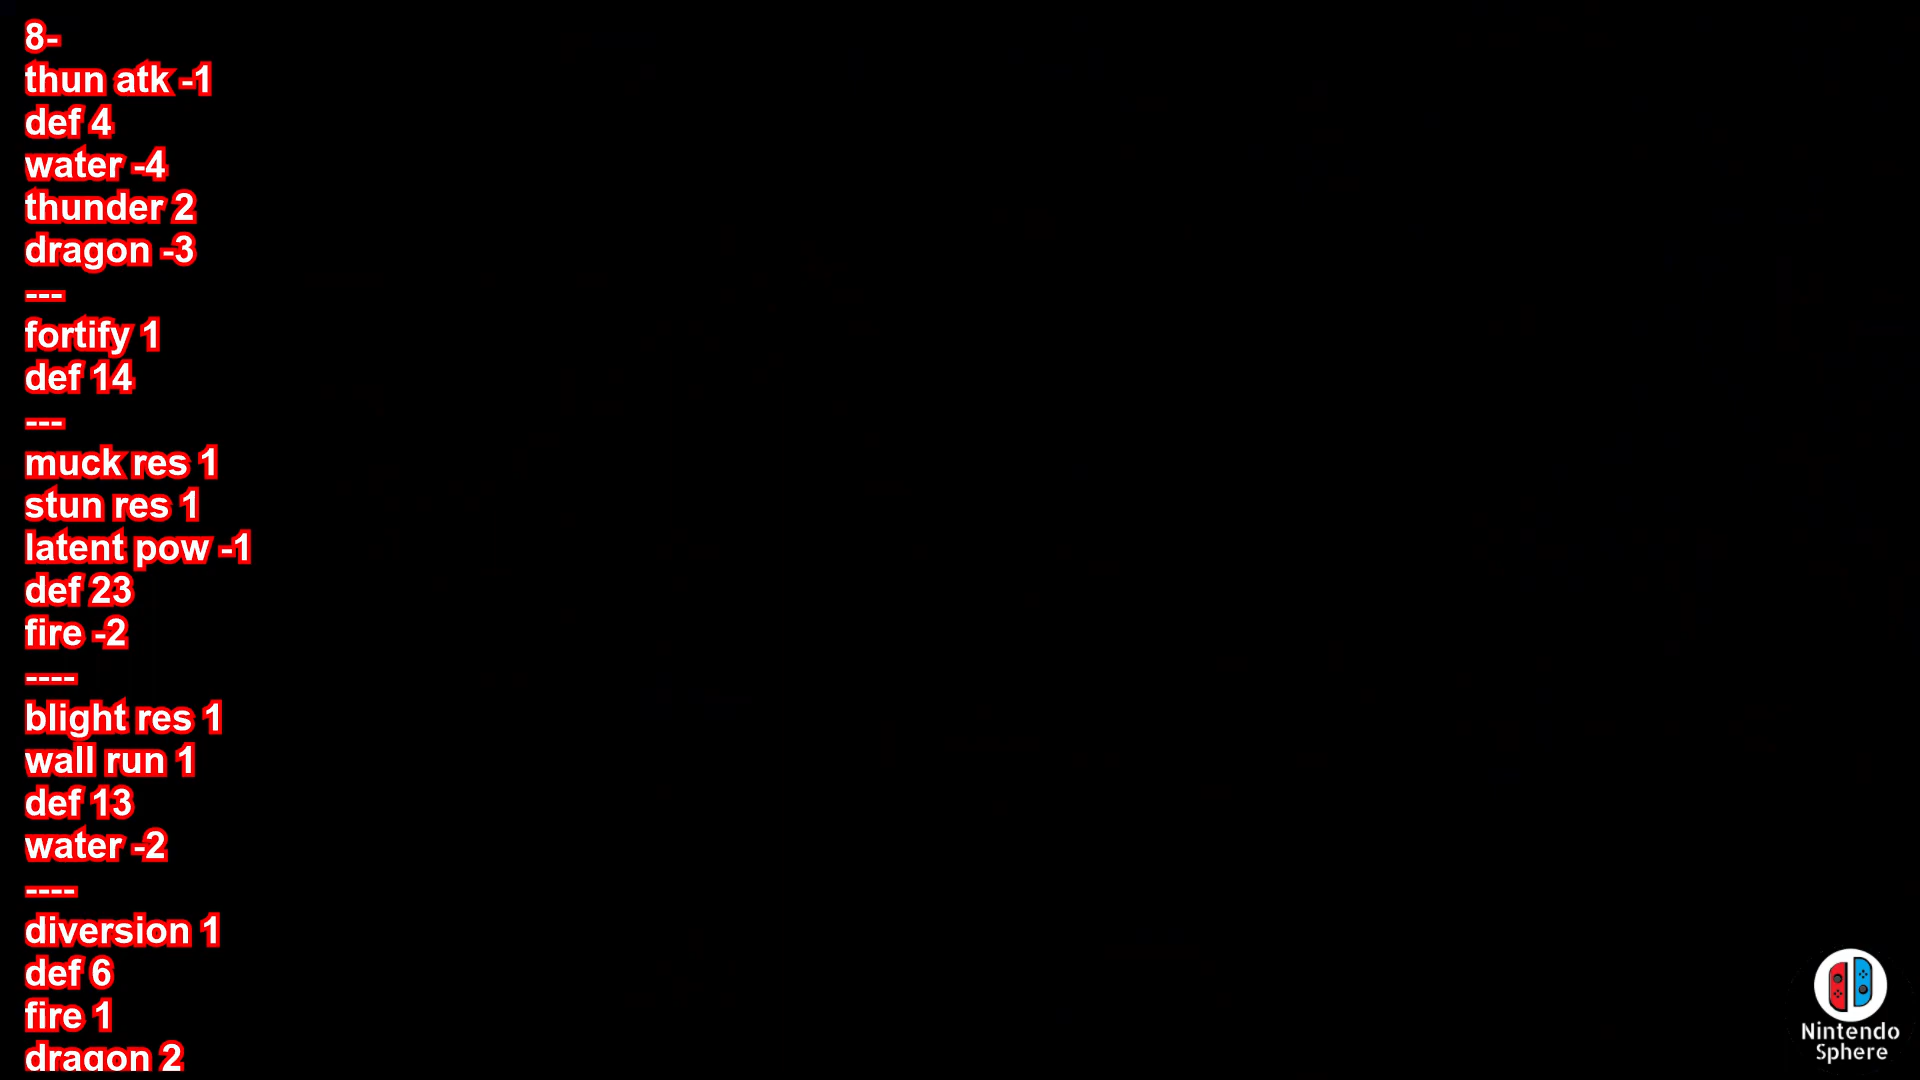 8-
thun atk -1
def 4
water -4
thunder 2
dragon -3
---
fortify 1
def 14
---
muck res 1
stun res 1
latent pow -1
def 23
fire -2
----
blight res 1
wall run 1
def 13
water -2
----
diversion 1
def 6
fire 1
dragon 2
Nintendo
Sphere